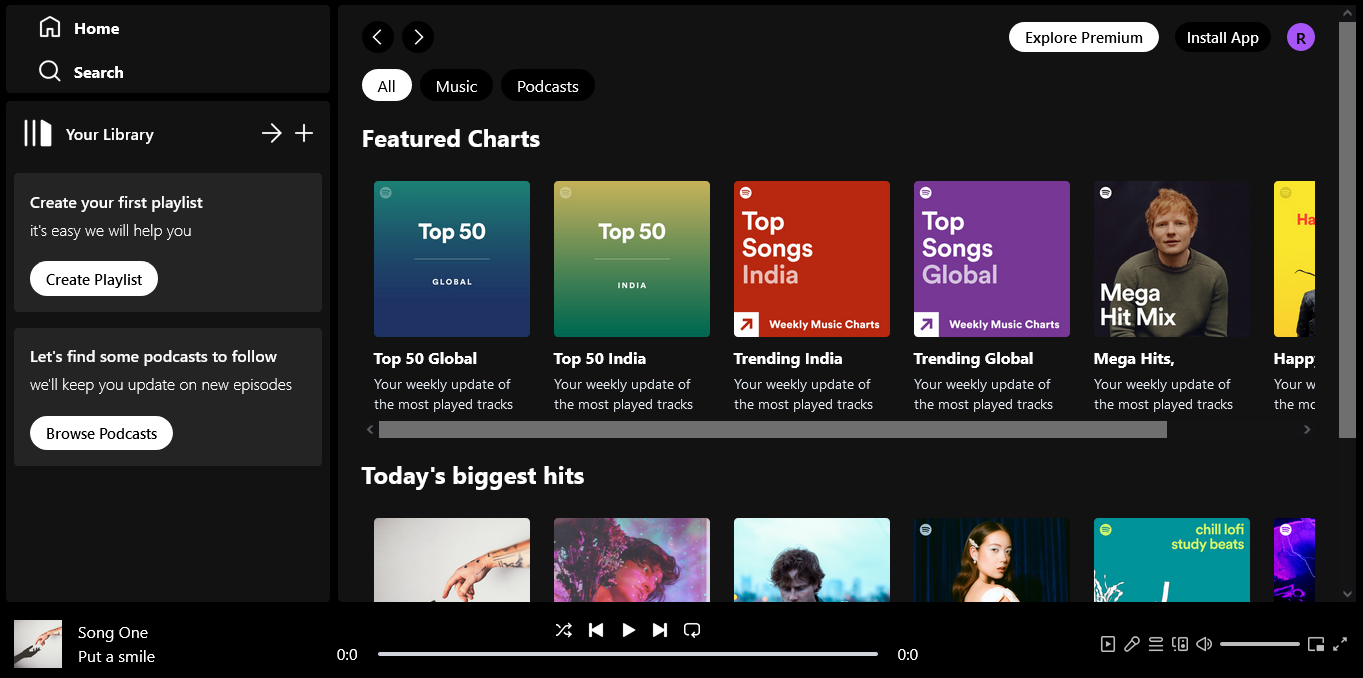 Home
Search
Your Library
Create your first playlist
it's easy we will help you
Create Playlist
Let's find some podcasts to follow
we'll keep you update on new episodes
Browse Podcasts
Explore Premium
Install App
R
All
Music
Podcasts
Featured Charts
Top 50
GLOBAL
Top 50
INDIA
Top
Songs
India
Weekly Music Charts
Top
Songs
Global
Weekly Music Charts
Mega
Hit Mix
Ha
Top 50 Global
Your weekly update of
the most played tracks
Top 50 India
Your weekly update of
the most played tracks
Trending India
Your weekly update of
the most played tracks
Trending Global
Your weekly update of
the most played tracks
Mega Hits,
Your weekly update of
the most played tracks
Happ
Your w
the mo
Today's biggest hits
chill lofi
study beats
Song One
Put a smile
0:0
0:0